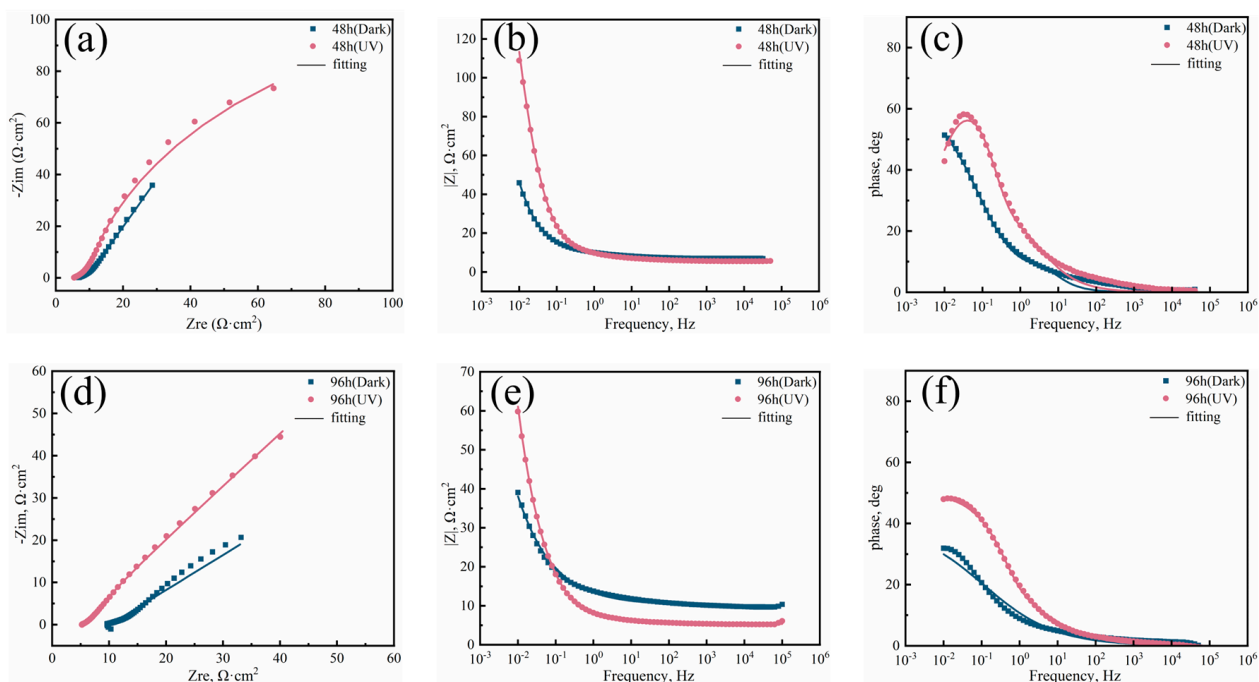 (a)
48h(Dark)
48h(UV)
fitting
100
80
60
40
20
0
-Zim (Ω·cm²)
0 20 40 60 80 100
Zre (Ω·cm²)
(b)
48h(Dark)
48h(UV)
fitting
120
100
80
60
40
20
0
|Z|, Ω·cm²
10⁻³ 10⁻² 10⁻¹ 10⁰ 10¹ 10² 10³ 10⁴ 10⁵ 10⁶
Frequency, Hz
(c)
48h(Dark)
48h(UV)
fitting
80
60
40
20
0
phase, deg
10⁻³ 10⁻² 10⁻¹ 10⁰ 10¹ 10² 10³ 10⁴ 10⁵ 10⁶
Frequency, Hz
(d)
96h(Dark)
96h(UV)
fitting
60
50
40
30
20
10
0
-Zim, Ω·cm²
0 10 20 30 40 50 60
Zre, Ω·cm²
(e)
96h(Dark)
96h(UV)
fitting
70
60
50
40
30
20
10
0
|Z|, Ω·cm²
10⁻³ 10⁻² 10⁻¹ 10⁰ 10¹ 10² 10³ 10⁴ 10⁵ 10⁶
Frequency, Hz
(f)
96h(Dark)
96h(UV)
fitting
80
60
40
20
0
phase, deg
10⁻³ 10⁻² 10⁻¹ 10⁰ 10¹ 10² 10³ 10⁴ 10⁵ 10⁶
Frequency, Hz